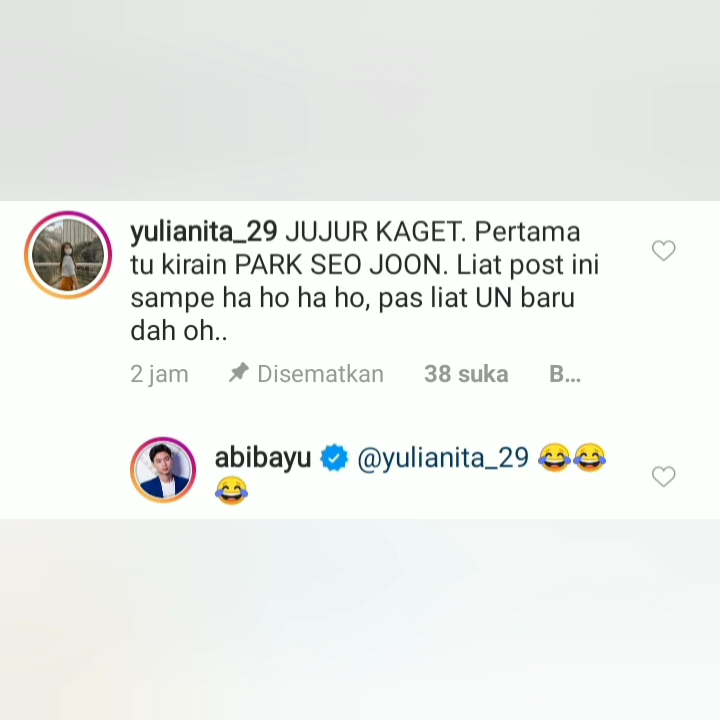 yulianita_29 JUJUR KAGET. Pertama
tu kirain PARK SEO JOON. Liat post ini
sampe ha ho ha ho, pas liat UN baru
dah oh..
2 jam Disematkan 38 suka B...
abibayu @yulianita_29 😂😂
😂